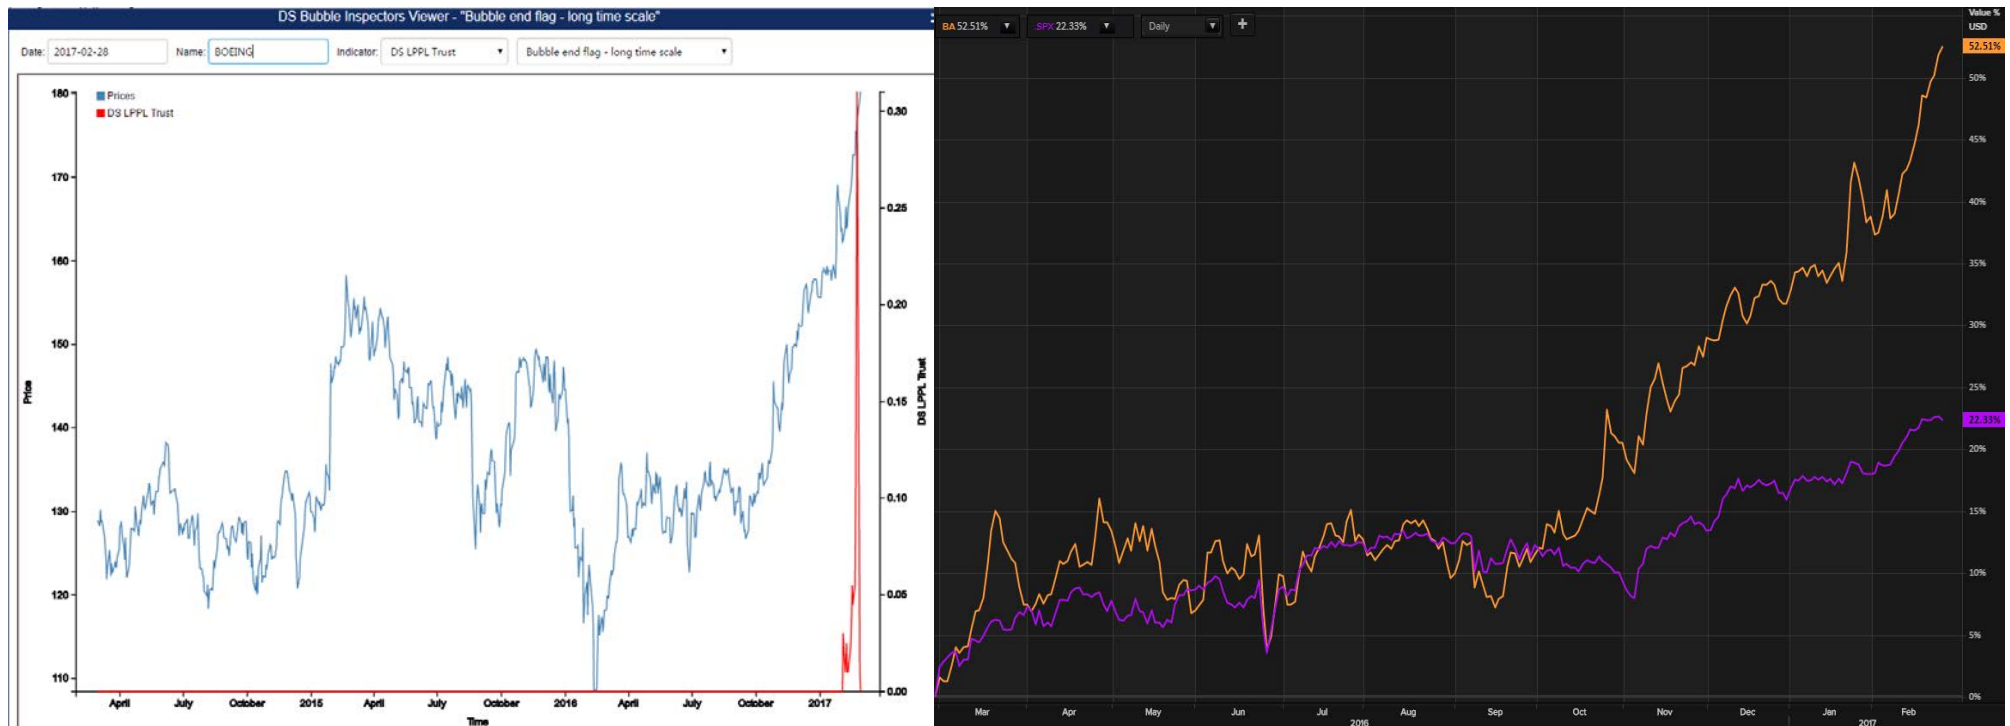 DS Bubble Inspectors Viewer - "Bubble end flag - long time scale"
Date: 2017-02-28 Name: BOEING Indicator: DS LPPL Trust Bubble end flag - long time scale
Prices
DS LPPL Trust
180
170
160
150
140
130
120
110
Price
0.30
0.25
0.20
0.15
0.10
0.05
0.00
DS LPPL Trust
April July October 2015 April July October 2016 April July October 2017
Time
BA 52.51% .SPX 22.33% Daily +
Value %
USD
52.51%
50%
45%
40%
35%
30%
25%
22.33%
20%
15%
10%
5%
0%
Mar Apr May Jun Jul Aug Sep Oct Nov Dec Jan Feb
2016 2017